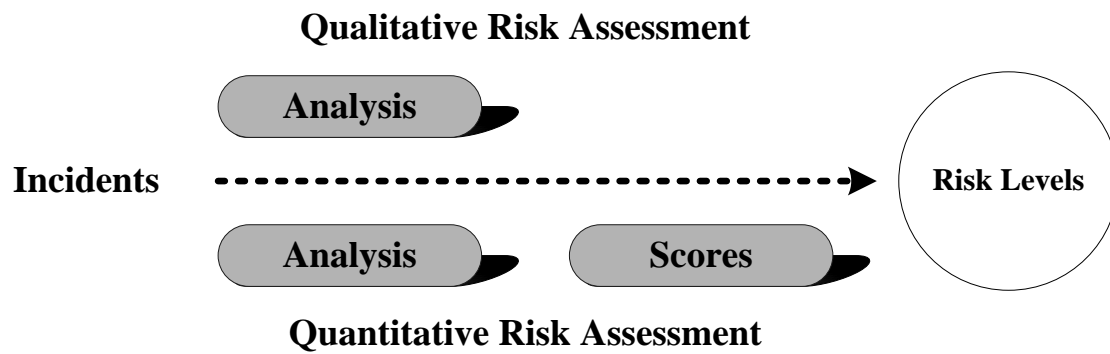 Qualitative Risk Assessment
Analysis
Incidents
Risk Levels
Analysis
Scores
Quantitative Risk Assessment